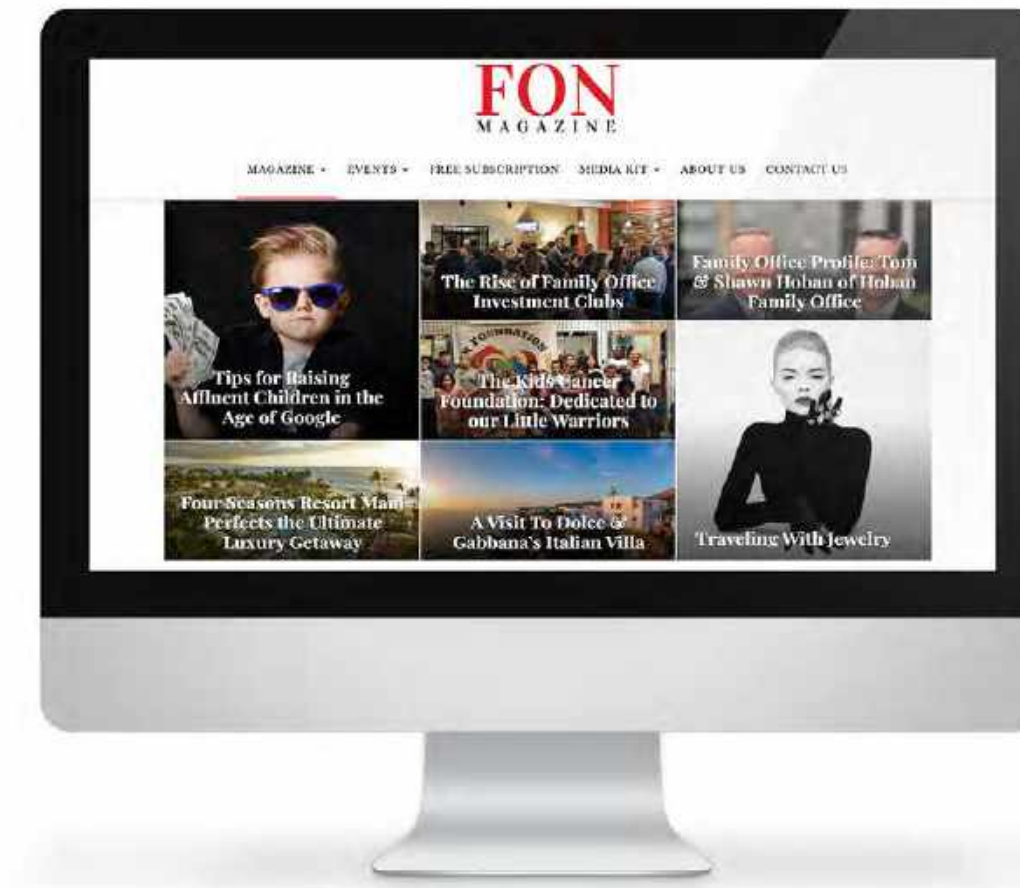 FON
MAGAZINE
MAGAZINE EVENTS FREE SUBSCRIPTION MEDIA KIT ABOUT US CONTACT US
Tips for Raising
Affluent Children in the
Age of Google
The Rise of Family Office
Investment Clubs
Family Office Profile: Tom
& Shawn Hoban of Hoban
Family Office
FOUNDATION
The Kids Cancer
Foundation: Dedicated to
our Little Warriors
Four Seasons Resort Maui
Perfects the Ultimate
Luxury Getaway
A Visit To Dolce &
Gabbana's Italian Villa
Traveling With Jewelry